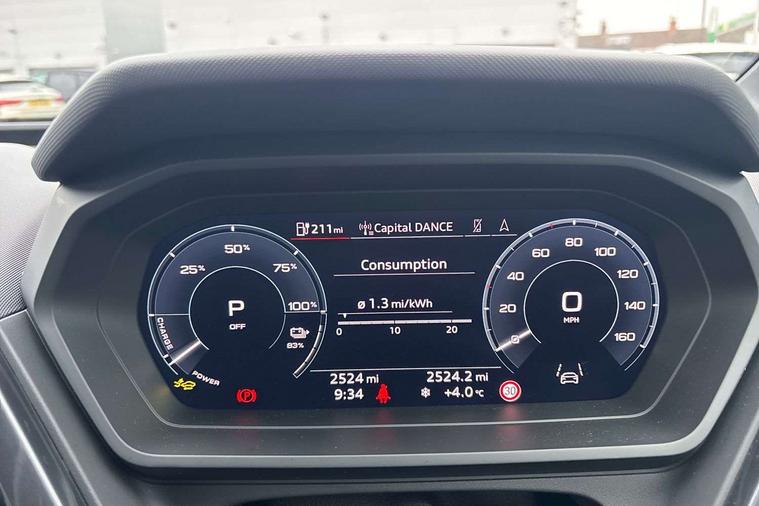 211 mi Capital DANCE
Consumption
ø 1.3 mi/kWh
0 10 20
25% 50% 75% 100%
P
OFF
83%
CHARGE
POWER
0 20 40 60 80 100 120 140 160
0
MPH
2524 mi 2524.2 mi
9:34 +4.0 °C
(P)
30